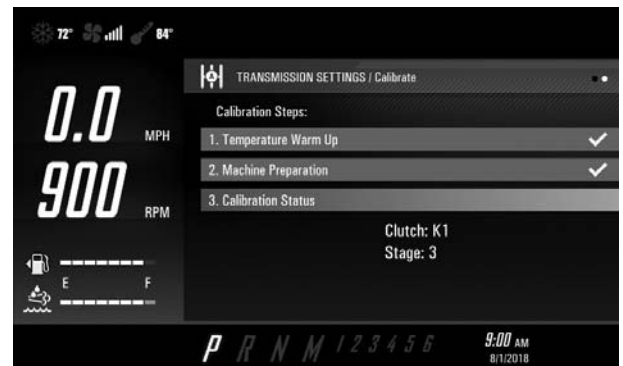 72° 84°
TRANSMISSION SETTINGS / Calibrate
Calibration Steps:
0.0 MPH
1. Temperature Warm Up
2. Machine Preparation
900 RPM
3. Calibration Status
Clutch: K1
Stage: 3
E F
P R N M 1 2 3 4 5 6
9:00 AM
8/1/2018